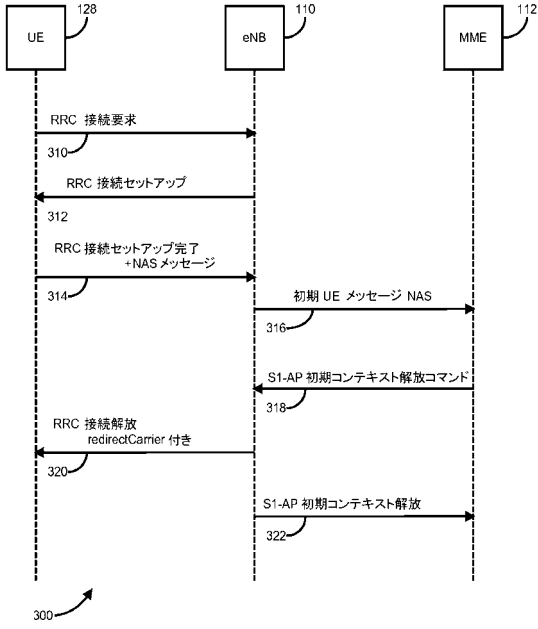 128
110
112
UE
eNB
MME
RRC 接続要求
310
RRC 接続セットアップ
312
RRC 接続セットアップ完了
+NAS メッセージ
314
初期 UE メッセージ NAS
316
S1-AP 初期コンテキスト解放コマンド
318
RRC 接続解放
redirectCarrier 付き
320
S1-AP 初期コンテキスト解放
322
300